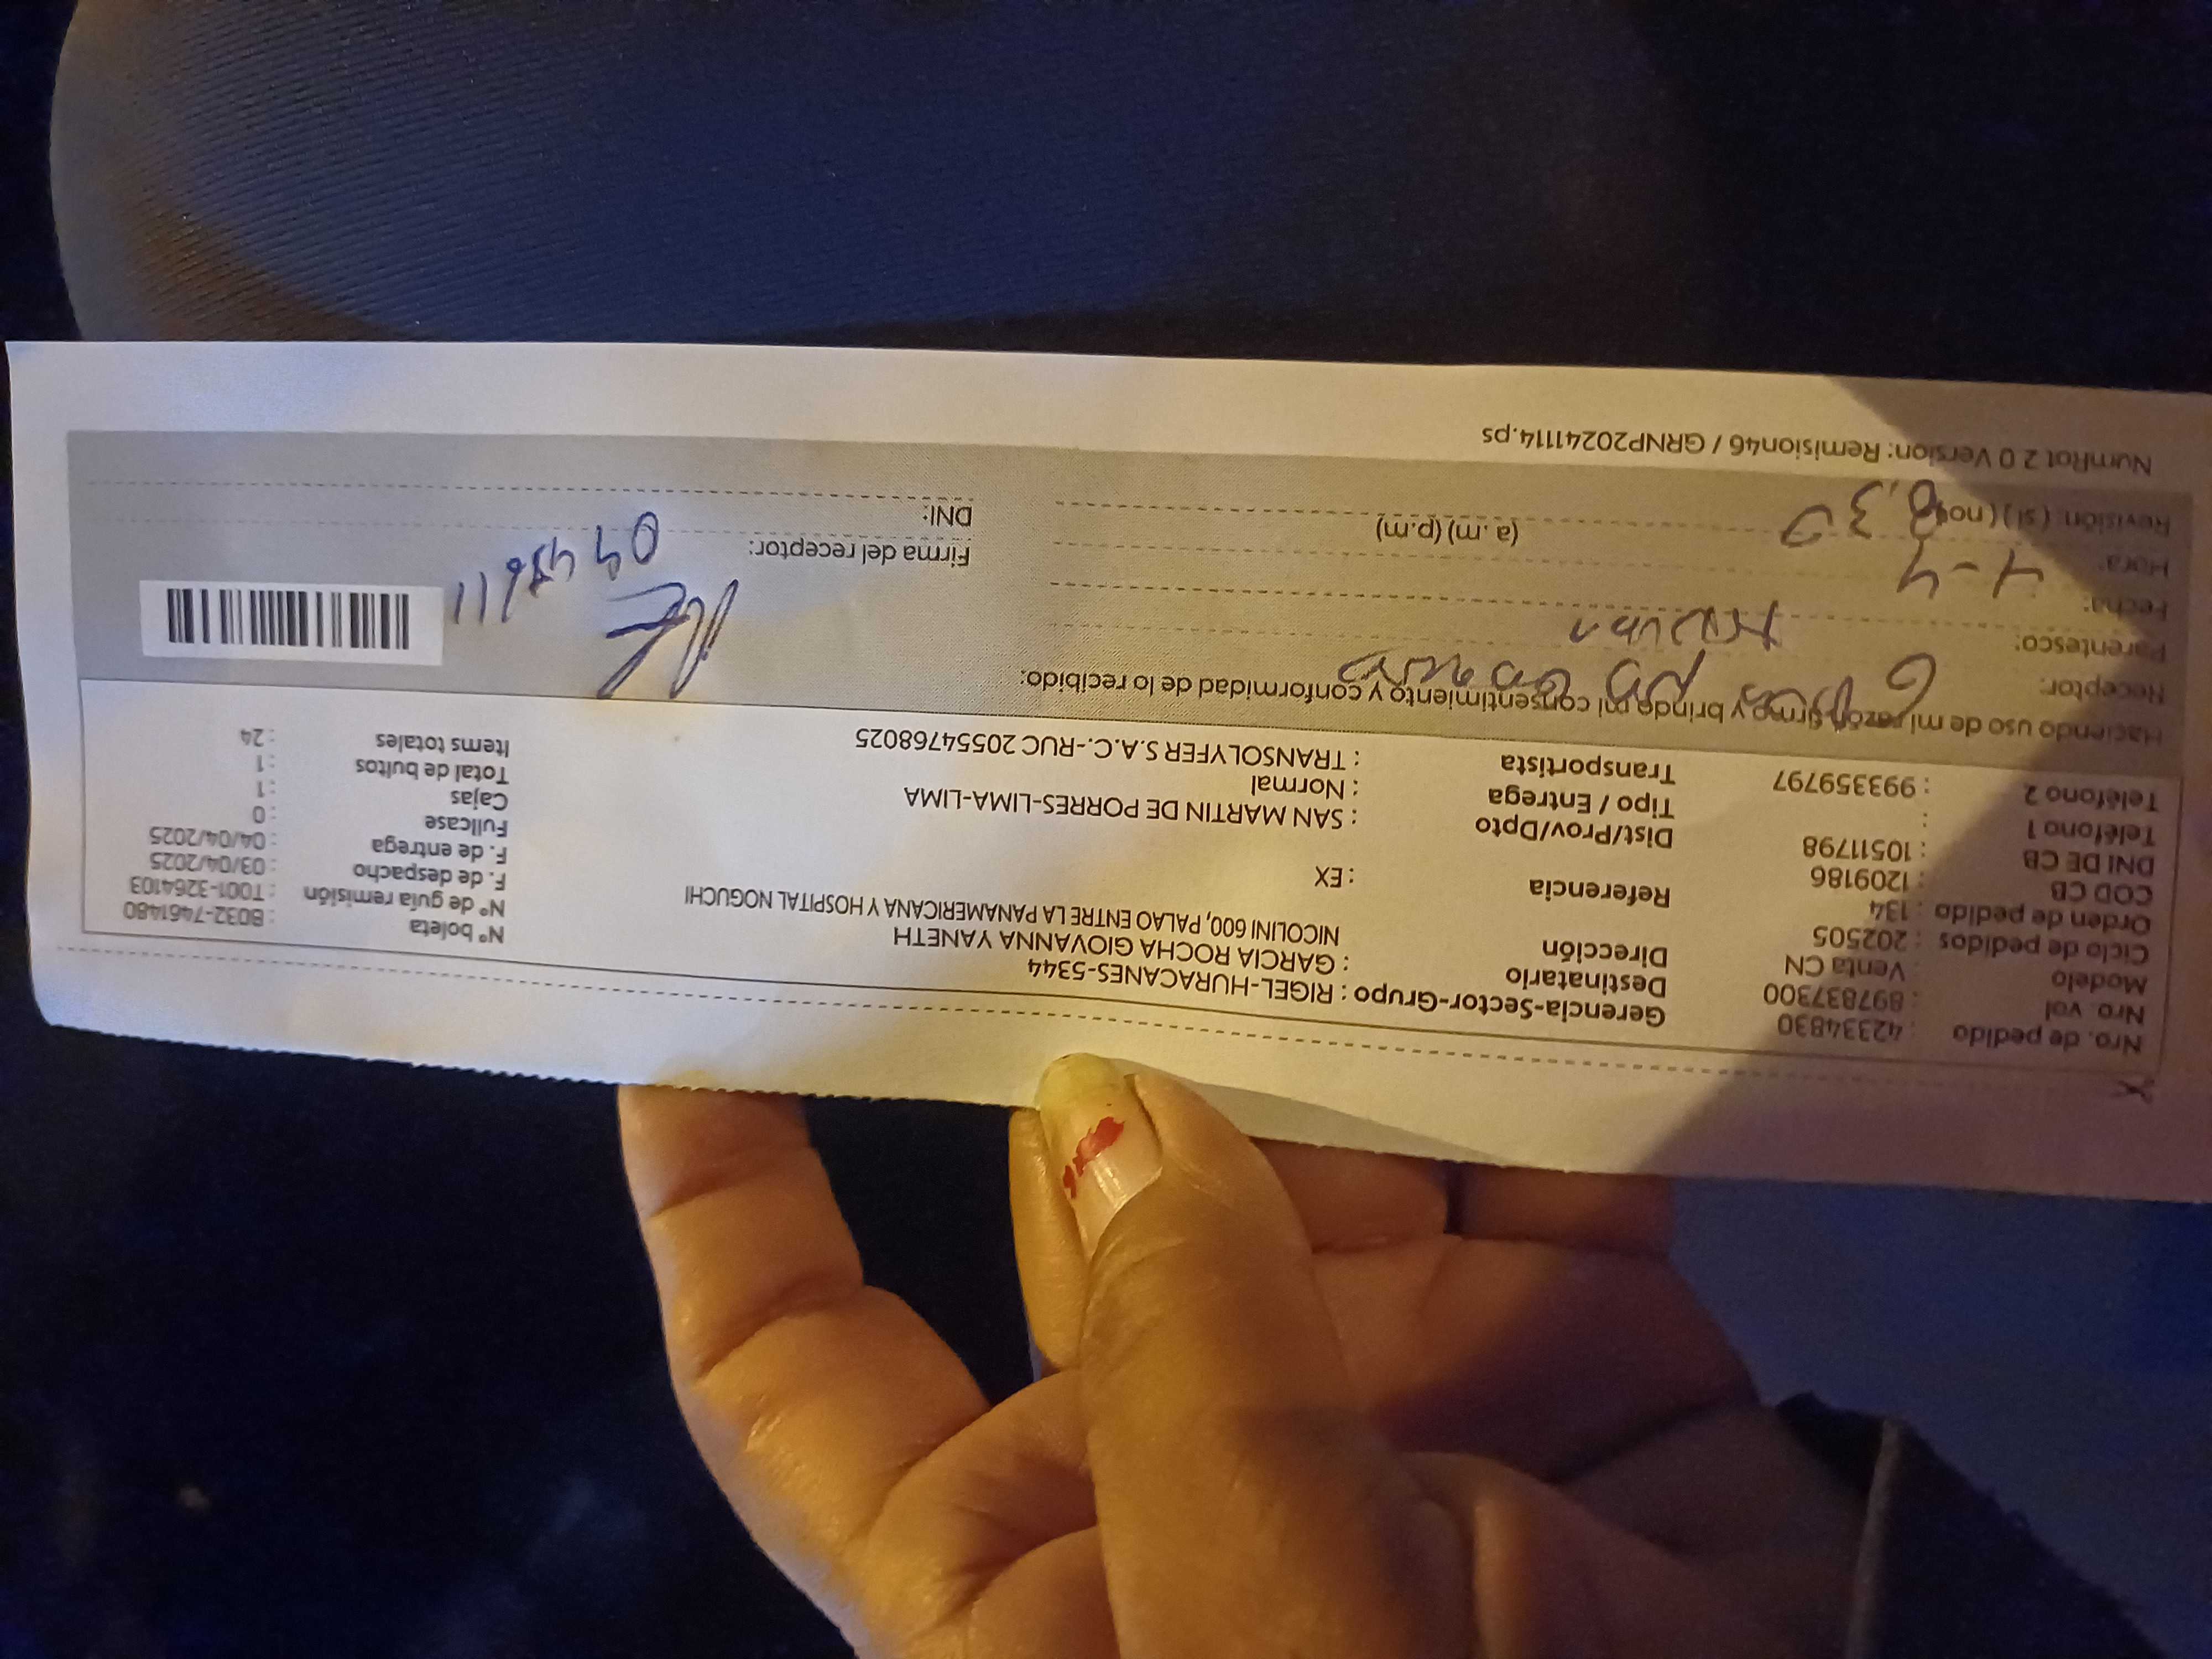 Nro. de pedido : 42334830
Nro. vol : 897837300
Modelo Venta CN
Ciclo de pedidos : 202505
Orden de pedido : 134
COD CB : 1209186
DNI DE CB : 10511798
Teléfono 1 :
Teléfono 2 : 993359797
Gerencia-Sector-Grupo : RIGEL-HURACANES-5344
Destinatario : GARCIA ROCHA GIOVANNA YANETH
Dirección NICOLINI 600, PALAO ENTRE LA PANAMERICANA Y HOSPITAL NOGUCHI
Referencia : EX
Dist/Prov/Dpto : SAN MARTIN DE PORRES-LIMA-LIMA
Tipo / Entrega : Normal
Transportista : TRANSOLYFER S.A.C.-RUC 20554768025
N° boleta : B032-7461480
N° de guía remisión : T001-3264103
F. de despacho : 03/04/2025
F. de entrega : 04/04/2025
Fullcase : 0
Cajas : 1
Total de bultos : 1
Items totales : 24
Haciendo uso de mi razón firmo y brindo mi consentimiento y conformidad de lo recibido:
Receptor:
Parentesco:
Fecha: 4-4
Hora: (a.m) (p.m)
Revisión: (si) (no) 8,30
Firma del receptor:
DNI:
NumRot 2 0 Version: Remision46 / GRNP20241114.ps